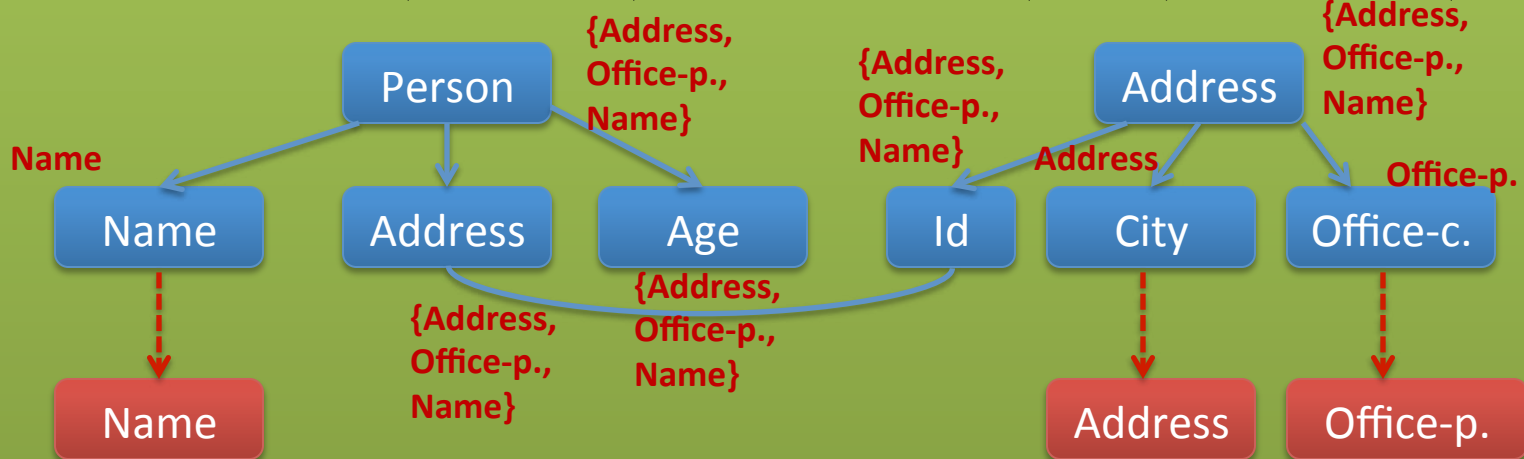 {Address,
Office-p.,
Name}
{Address,
Office-p.,
Name}
{Address,
Office-p.,
Name}
Person
Address
Name
Address
Office-p.
Name
Address
Age
Id
City
Office-c.
{Address,
Office-p.,
Name}
{Address,
Office-p.,
Name}
Name
Address
Office-p.